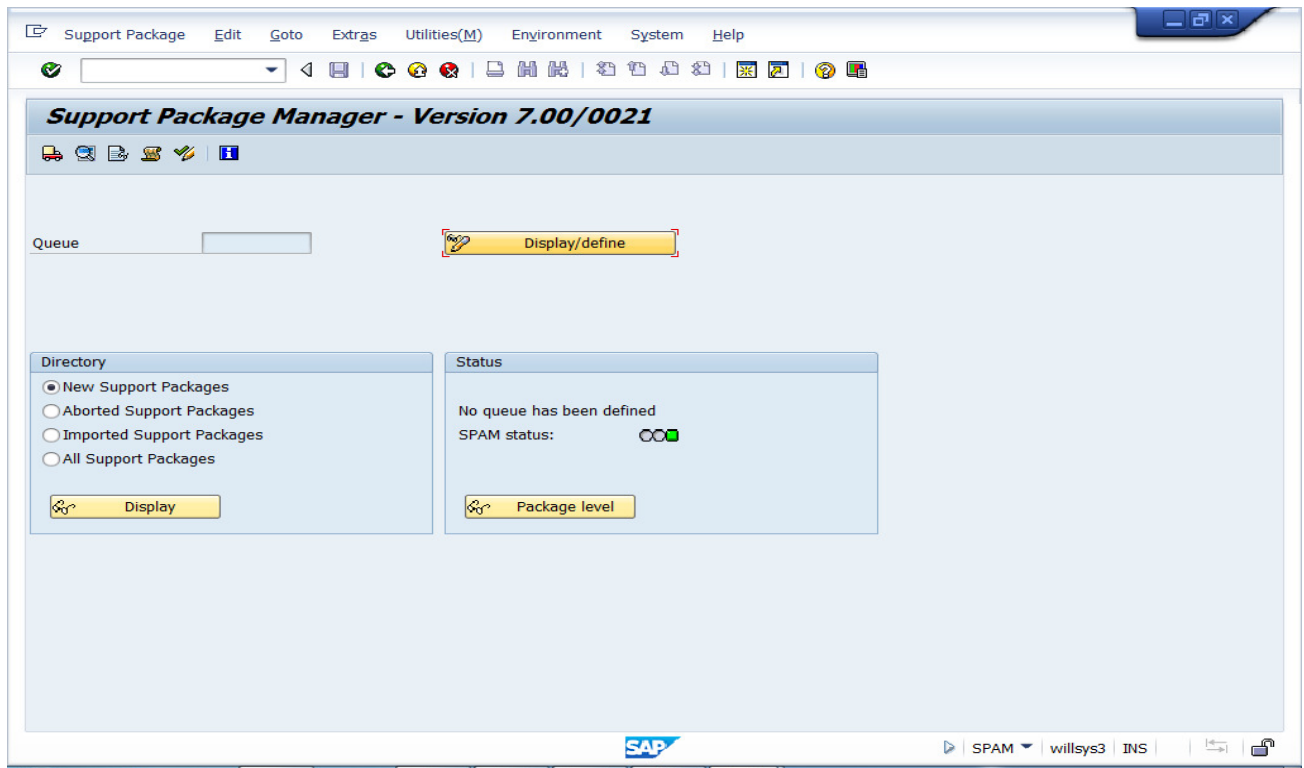 Support Package Edit Goto Extras Utilities(M) Environment System Help
Support Package Manager - Version 7.00/0021
Queue Display/define
Directory
New Support Packages
Aborted Support Packages
Imported Support Packages
All Support Packages
Display
Status
No queue has been defined
SPAM status:
Package level
SAP SPAM willsys3 INS